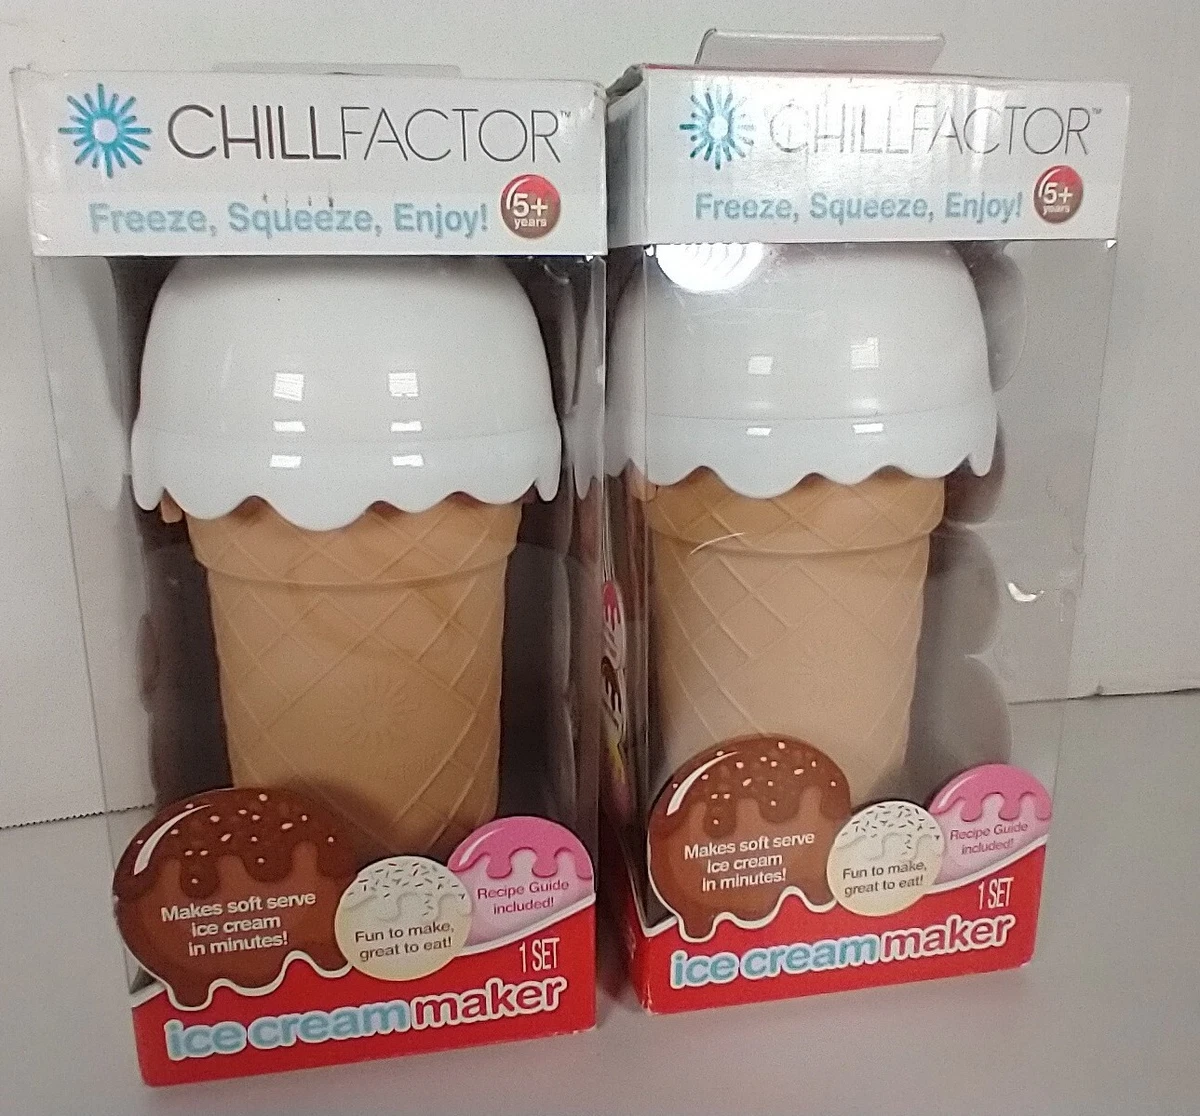 CHILLFACTOR™
Freeze, Squeeze, Enjoy!
5+
years
Makes soft serve
ice cream
in minutes!
Fun to make,
great to eat!
Recipe Guide
included!
1 SET
ice cream maker
CHILLFACTOR™
Freeze, Squeeze, Enjoy!
5+
years
Makes soft serve
ice cream
in minutes!
Fun to make,
great to eat!
Recipe Guide
included!
1 SET
ice cream maker